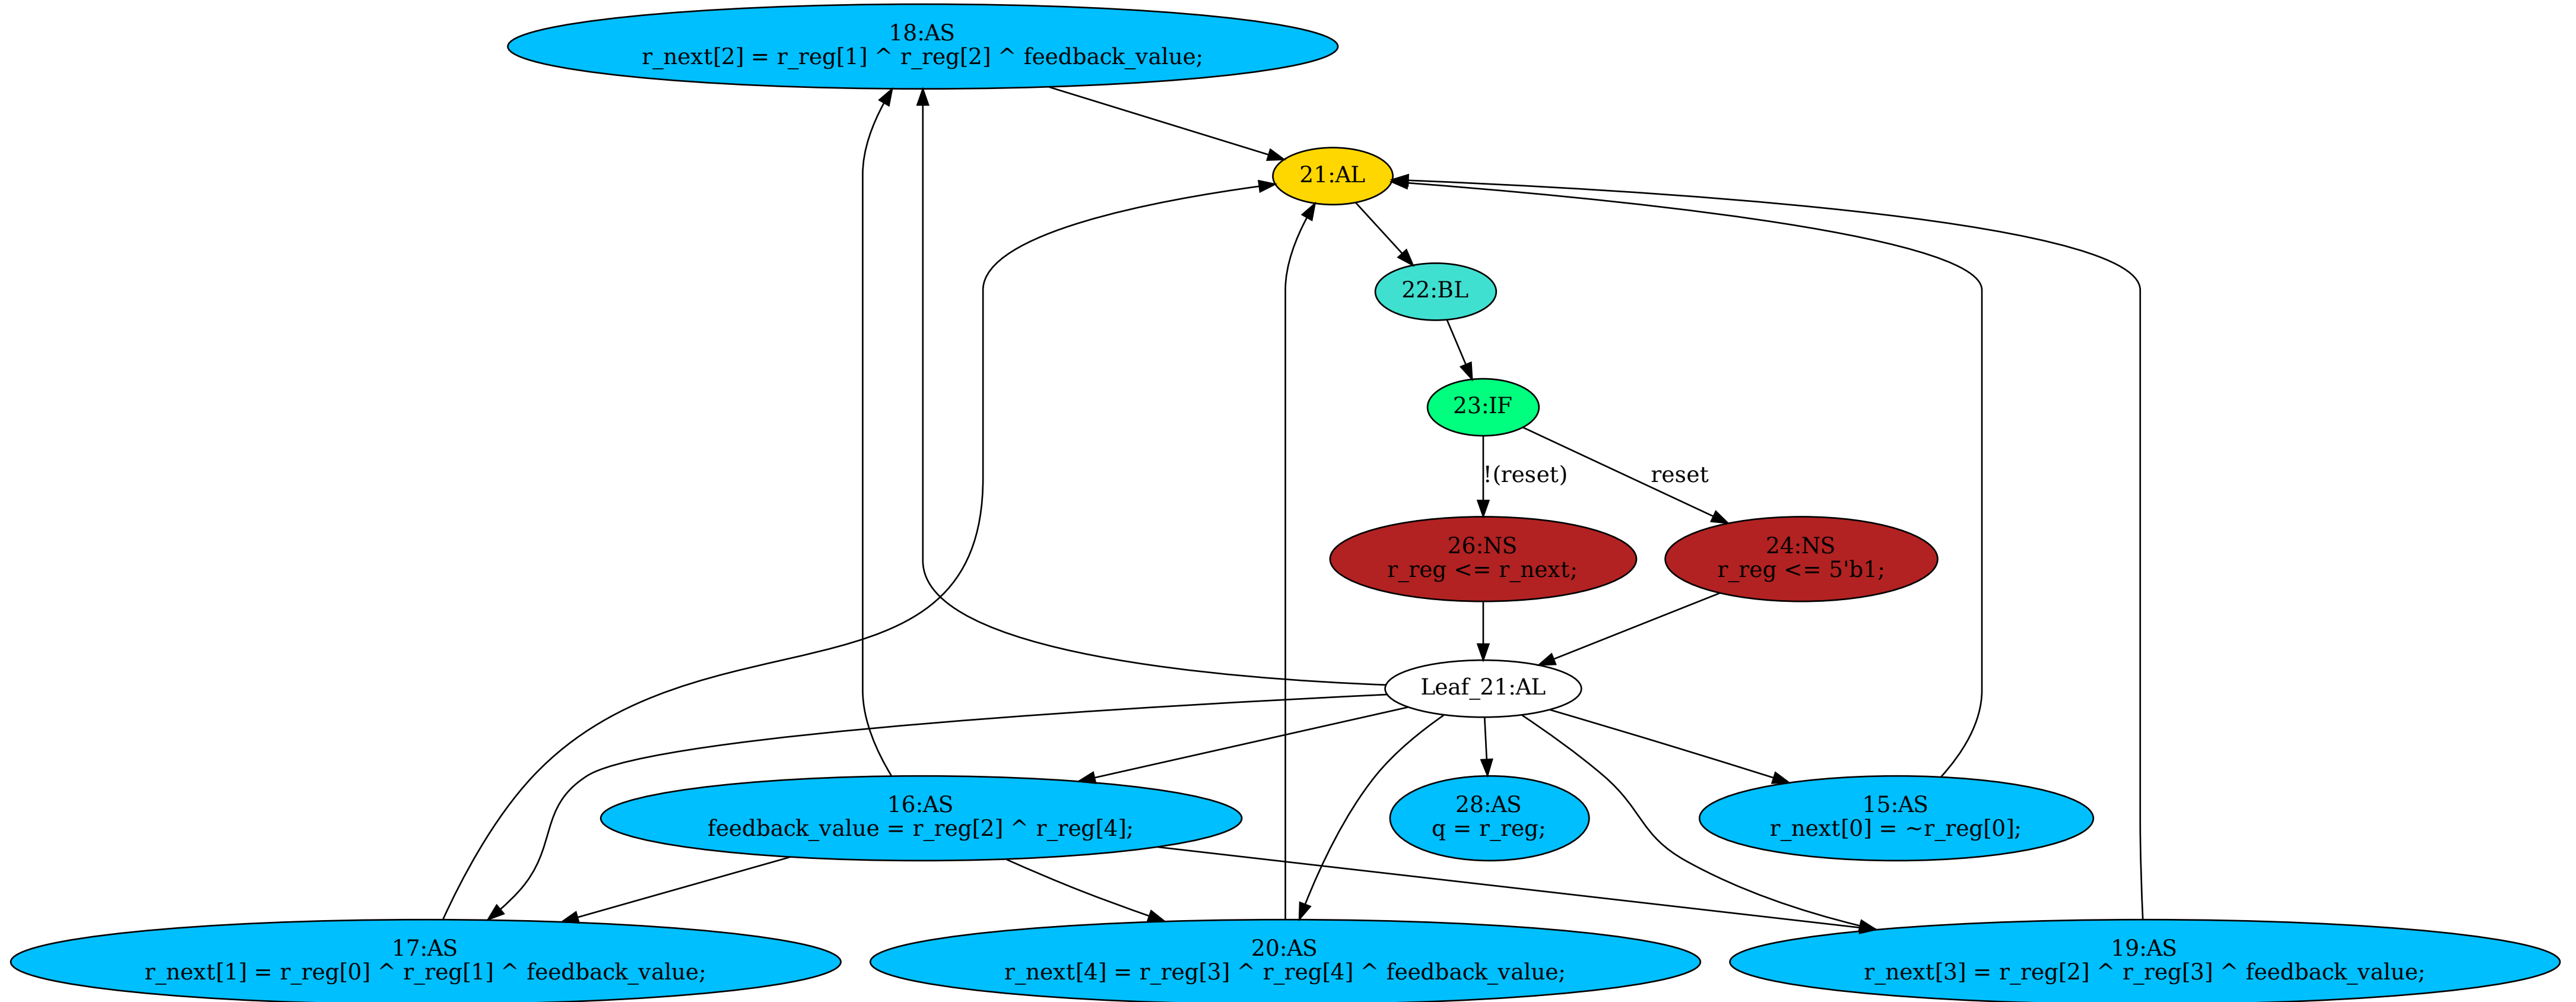 18:AS
r_next[2] = r_reg[1] ^ r_reg[2] ^ feedback_value;
21:AL
22:BL
23:IF
!(reset)
reset
26:NS
r_reg <= r_next;
24:NS
r_reg <= 5'b1;
Leaf_21:AL
16:AS
feedback_value = r_reg[2] ^ r_reg[4];
28:AS
q = r_reg;
15:AS
r_next[0] = ~r_reg[0];
17:AS
r_next[1] = r_reg[0] ^ r_reg[1] ^ feedback_value;
20:AS
r_next[4] = r_reg[3] ^ r_reg[4] ^ feedback_value;
19:AS
r_next[3] = r_reg[2] ^ r_reg[3] ^ feedback_value;